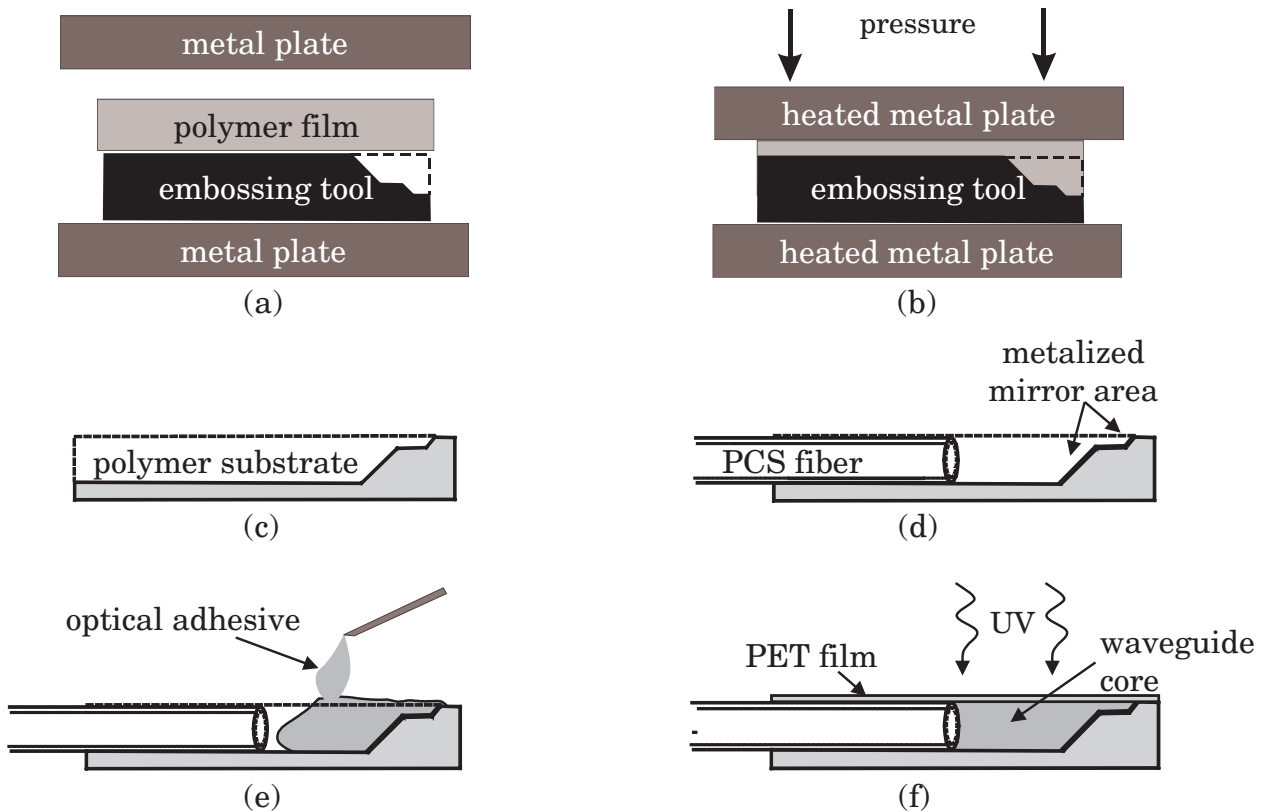 metal plate
polymer film
embossing tool
metal plate
(a)
pressure
heated metal plate
embossing tool
heated metal plate
(b)
polymer substrate
(c)
metalized
mirror area
PCS fiber
(d)
optical adhesive
(e)
UV
PET film
waveguide
core
(f)